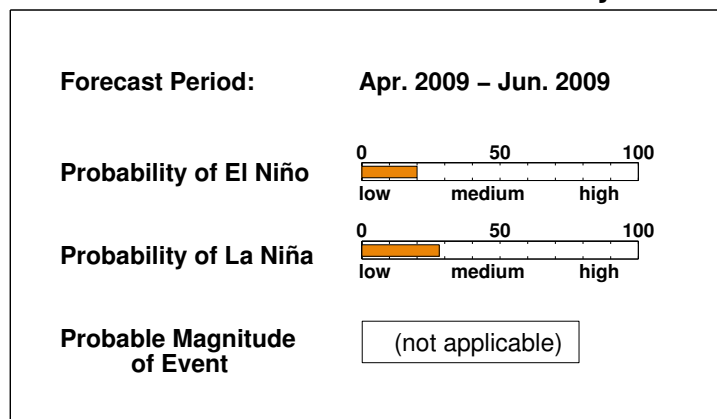 Forecast Period: Apr. 2009 – Jun. 2009
0 50 100
Probability of El Niño
low medium high
0 50 100
Probability of La Niña
low medium high
Probable Magnitude
of Event
(not applicable)